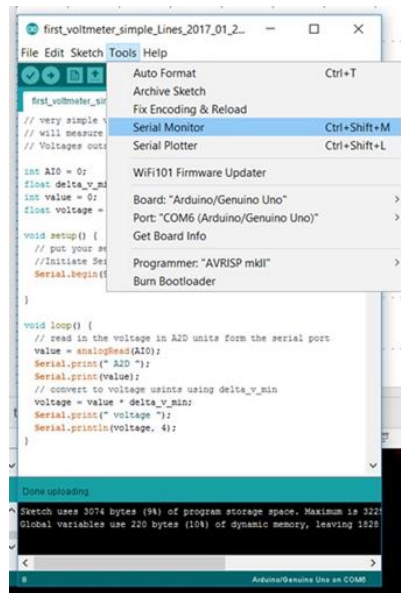 first_voltmeter_simple_Lines_2017_01_2...
File Edit Sketch Tools Help
first_voltmeter_sir
Auto Format Ctrl+T
Archive Sketch
Fix Encoding & Reload
Serial Monitor Ctrl+Shift+M
Serial Plotter Ctrl+Shift+L
WiFi101 Firmware Updater
Board: "Arduino/Genuino Uno"
Port: "COM6 (Arduino/Genuino Uno)"
Get Board Info
Programmer: "AVRISP mkII"
Burn Bootloader
// very simple
// will measure
// Voltages outs
int AI0 = 0;
float delta_v_mi
int value = 0;
float voltage =
void setup() {
// put your se
//Initiate Ser
Serial.begin(
}
void loop() {
// read in the voltage in A2D units form the serial port
value = analogRead(AI0);
Serial.print(" A2D ");
Serial.print(value);
// convert to voltage usints using delta_v_min
voltage = value * delta_v_min;
Serial.print(" voltage ");
Serial.println(voltage, 4);
}
Done uploading.
Sketch uses 3074 bytes (9%) of program storage space. Maximum is 3225
Global variables use 220 bytes (10%) of dynamic memory, leaving 1828
8 Arduino/Genuino Uno on COM6